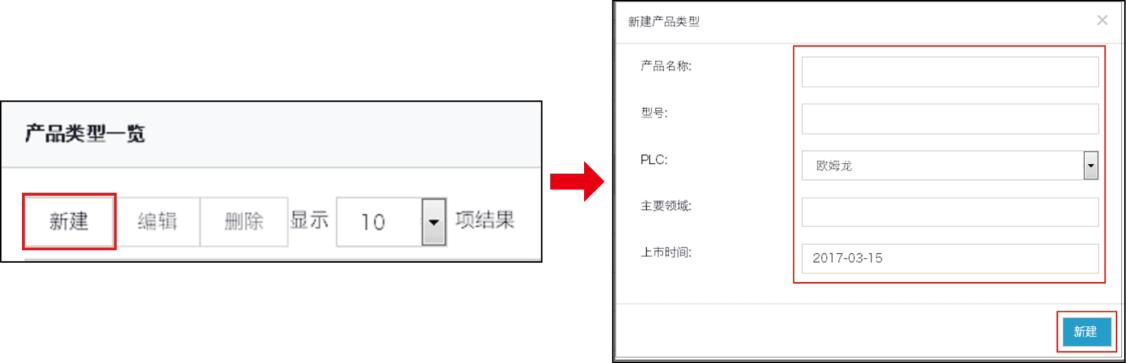 产品类型一览
新建 编辑 删除 显示 10 项结果
新建产品类型 ×
产品名称:
型号:
PLC: 欧姆龙
主要领域:
上市时间: 2017-03-15
新建